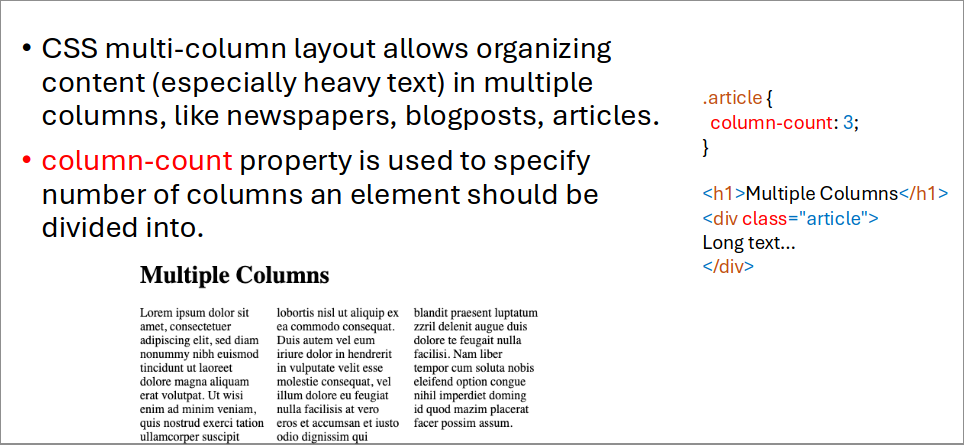 • CSS multi-column layout allows organizing
content (especially heavy text) in multiple
columns, like newspapers, blogposts, articles.
• column-count property is used to specify
number of columns an element should be
divided into.
.article {
column-count: 3;
}
<h1>Multiple Columns</h1>
<div class="article">
Long text...
</div>
Multiple Columns
Lorem ipsum dolor sit
amet, consectetuer
adipiscing elit, sed diam
nonummy nibh euismod
tincidunt ut laoreet
dolore magna aliquam
erat volutpat. Ut wisi
enim ad minim veniam,
quis nostrud exerci tation
ullamcorper suscipit
lobortis nisl ut aliquip ex
ea commodo consequat.
Duis autem vel eum
iriure dolor in hendrerit
in vulputate velit esse
molestie consequat, vel
illum dolore eu feugiat
nulla facilisis at vero
eros et accumsan et iusto
odio dignissim qui
blandit praesent luptatum
zzril delenit augue duis
dolore te feugait nulla
facilisi. Nam liber
tempor cum soluta nobis
eleifend option congue
nihil imperdiet doming
id quod mazim placerat
facer possim assum.